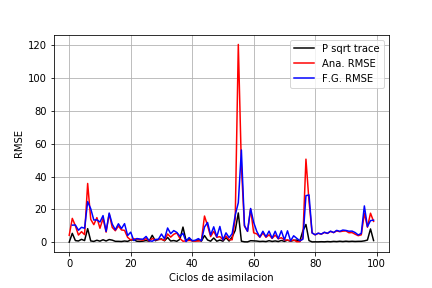 P sqrt trace
Ana. RMSE
F.G. RMSE
120
100
80
60
40
20
0
RMSE
0 20 40 60 80 100
Ciclos de asimilacion